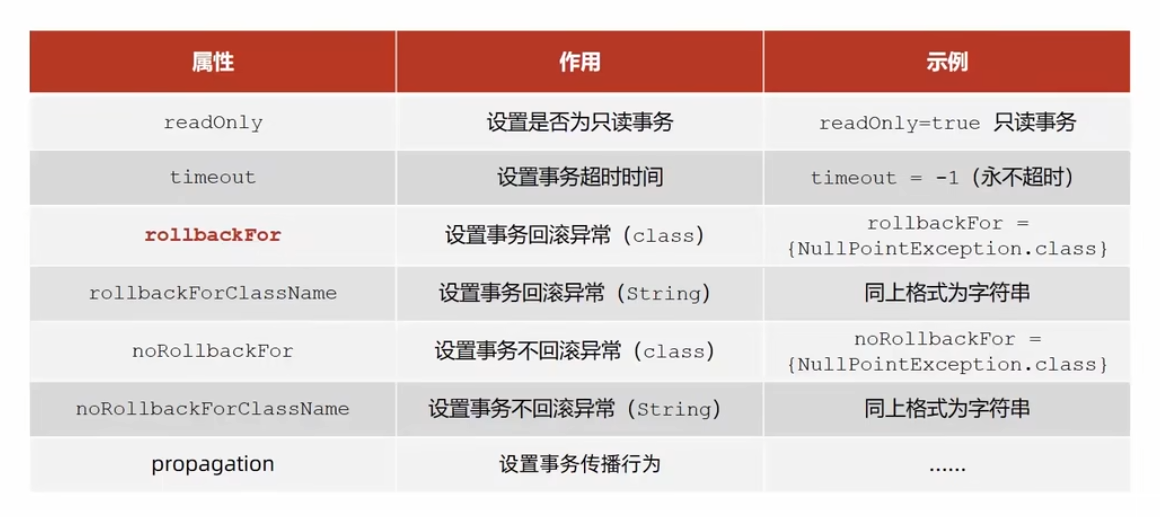 属性 作用 示例
readOnly 设置是否为只读事务 readOnly=true 只读事务
timeout 设置事务超时时间 timeout = -1（永不超时）
rollbackFor 设置事务回滚异常（class） rollbackFor =
{NullPointException.class}
rollbackForClassName 设置事务回滚异常（String） 同上格式为字符串
noRollbackFor 设置事务不回滚异常（class） noRollbackFor =
{NullPointException.class}
noRollbackForClassName 设置事务不回滚异常（String） 同上格式为字符串
propagation 设置事务传播行为 ……